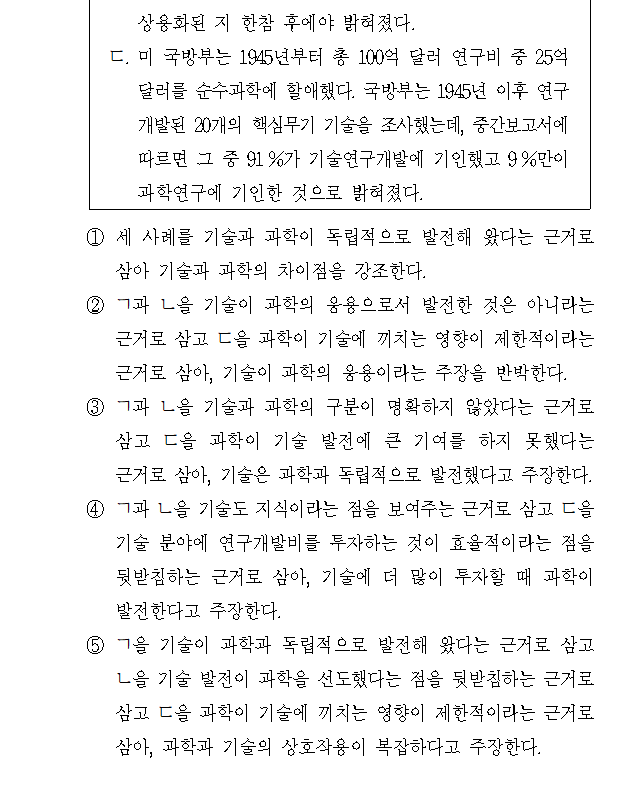 상용화된 지 한참 후에야 밝혀졌다.
ㄷ. 미 국방부는 1945년부터 총 100억 달러 연구비 중 25억
달러를 순수과학에 할애했다. 국방부는 1945년 이후 연구
개발된 20개의 핵심무기 기술을 조사했는데, 중간보고서에
따르면 그 중 91%가 기술연구개발에 기인했고 9%만이
과학연구에 기인한 것으로 밝혀졌다.
① 세 사례를 기술과 과학이 독립적으로 발전해 왔다는 근거로
삼아 기술과 과학의 차이점을 강조한다.
② ㄱ과 ㄴ을 기술이 과학의 응용으로서 발전한 것은 아니라는
근거로 삼고 ㄷ을 과학이 기술에 끼치는 영향이 제한적이라는
근거로 삼아, 기술이 과학의 응용이라는 주장을 반박한다.
③ ㄱ과 ㄴ을 기술과 과학의 구분이 명확하지 않았다는 근거로
삼고 ㄷ을 과학이 기술 발전에 큰 기여를 하지 못했다는
근거로 삼아, 기술은 과학과 독립적으로 발전했다고 주장한다.
④ ㄱ과 ㄴ을 기술도 지식이라는 점을 보여주는 근거로 삼고 ㄷ을
기술 분야에 연구개발비를 투자하는 것이 효율적이라는 점을
뒷받침하는 근거로 삼아, 기술에 더 많이 투자할 때 과학이
발전한다고 주장한다.
⑤ ㄱ을 기술이 과학과 독립적으로 발전해 왔다는 근거로 삼고
ㄴ을 기술 발전이 과학을 선도했다는 점을 뒷받침하는 근거로
삼고 ㄷ을 과학이 기술에 끼치는 영향이 제한적이라는 근거로
삼아, 과학과 기술의 상호작용이 복잡하다고 주장한다.